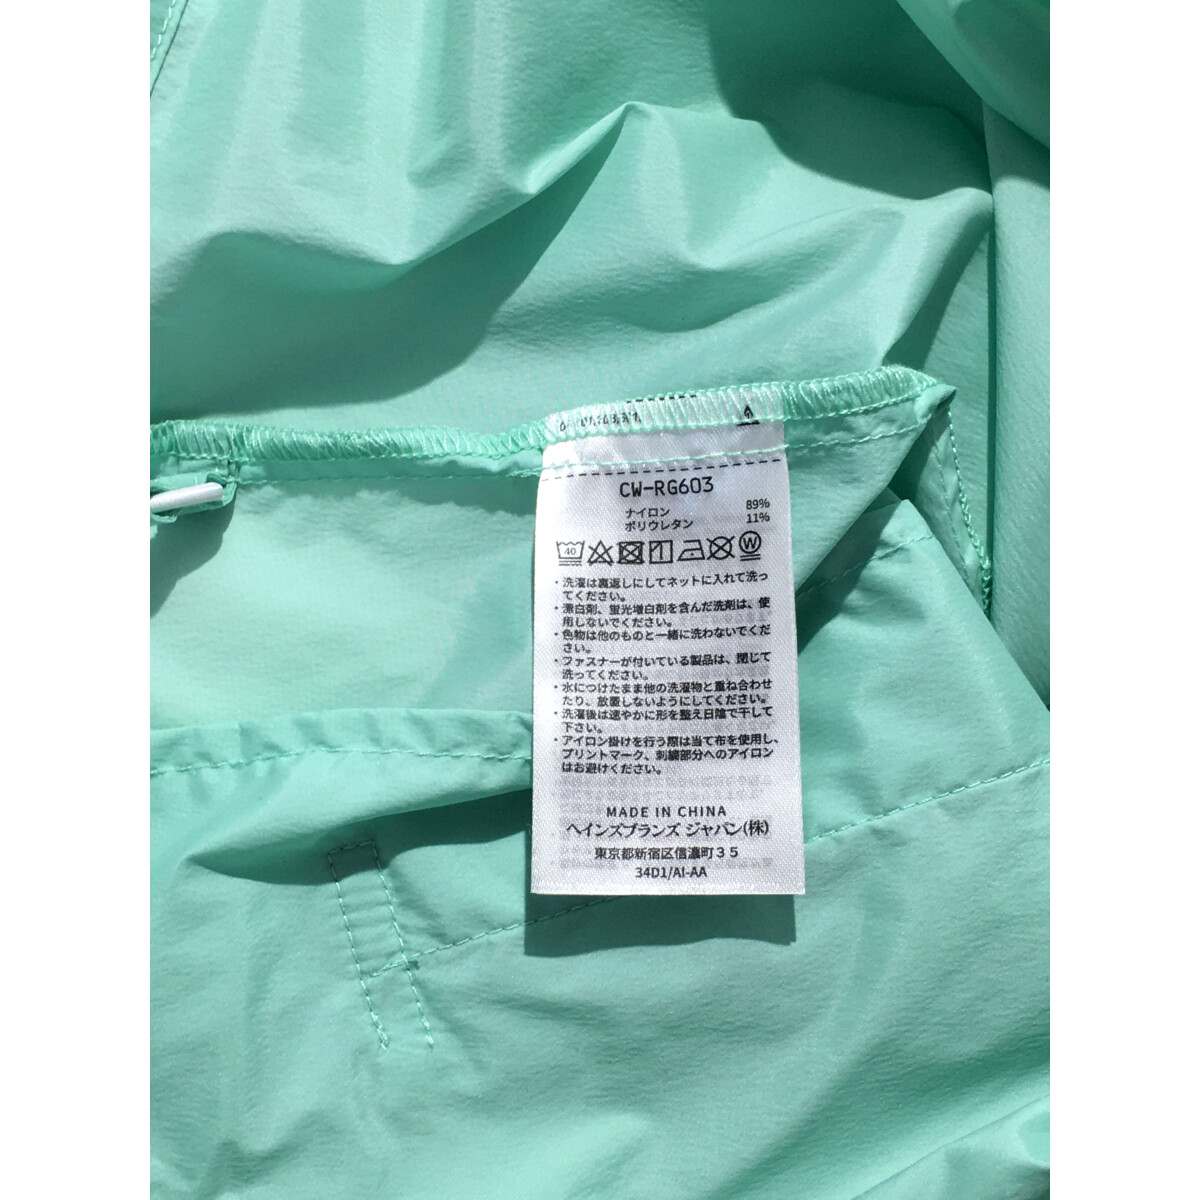 CW-RG603
ナイロン 89%
ポリウレタン 11%
40
W
・洗濯は裏返しにしてネットに入れて洗っ
てください。
・漂白剤、蛍光増白剤を含んだ洗剤は、使
用しないでください。
・色物は他のものと一緒に洗わないでくだ
さい。
・ファスナーが付いている製品は、閉じて
洗ってください。
・水につけたまま他の洗濯物と重ね合わせ
たり、放置しないようにしてください。
・洗濯後は速やかに形を整え日陰で干して
下さい。
・アイロン掛けを行う際は当て布を使用し、
プリントマーク、刺繍部分へのアイロン
はお避けください。
MADE IN CHINA
ヘインズブランズ ジャパン(株)
東京都新宿区信濃町35
34D1/AI-AA